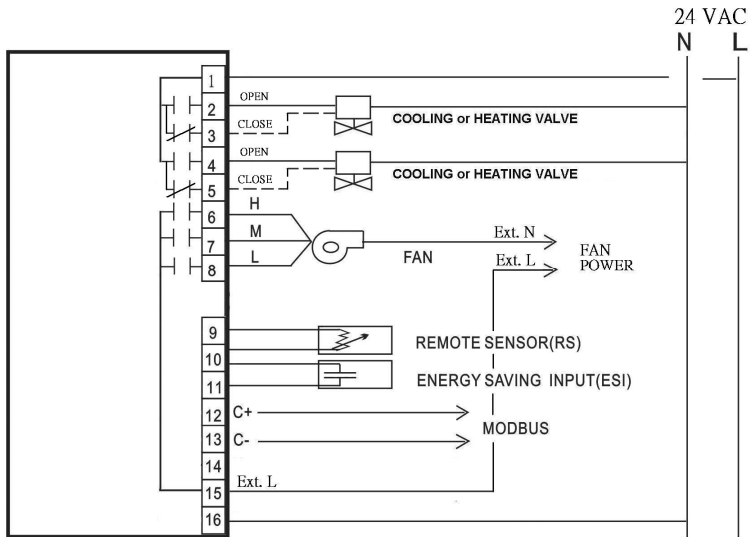 24 VAC
N L
1
2 OPEN
COOLING or HEATING VALVE
3 CLOSE
4 OPEN
COOLING or HEATING VALVE
5 CLOSE
6 H
7 M
8 L
FAN
Ext. N
Ext. L
FAN
POWER
9
REMOTE SENSOR(RS)
10
11
ENERGY SAVING INPUT(ESI)
12 C+
13 C-
MODBUS
14
15 Ext. L
16